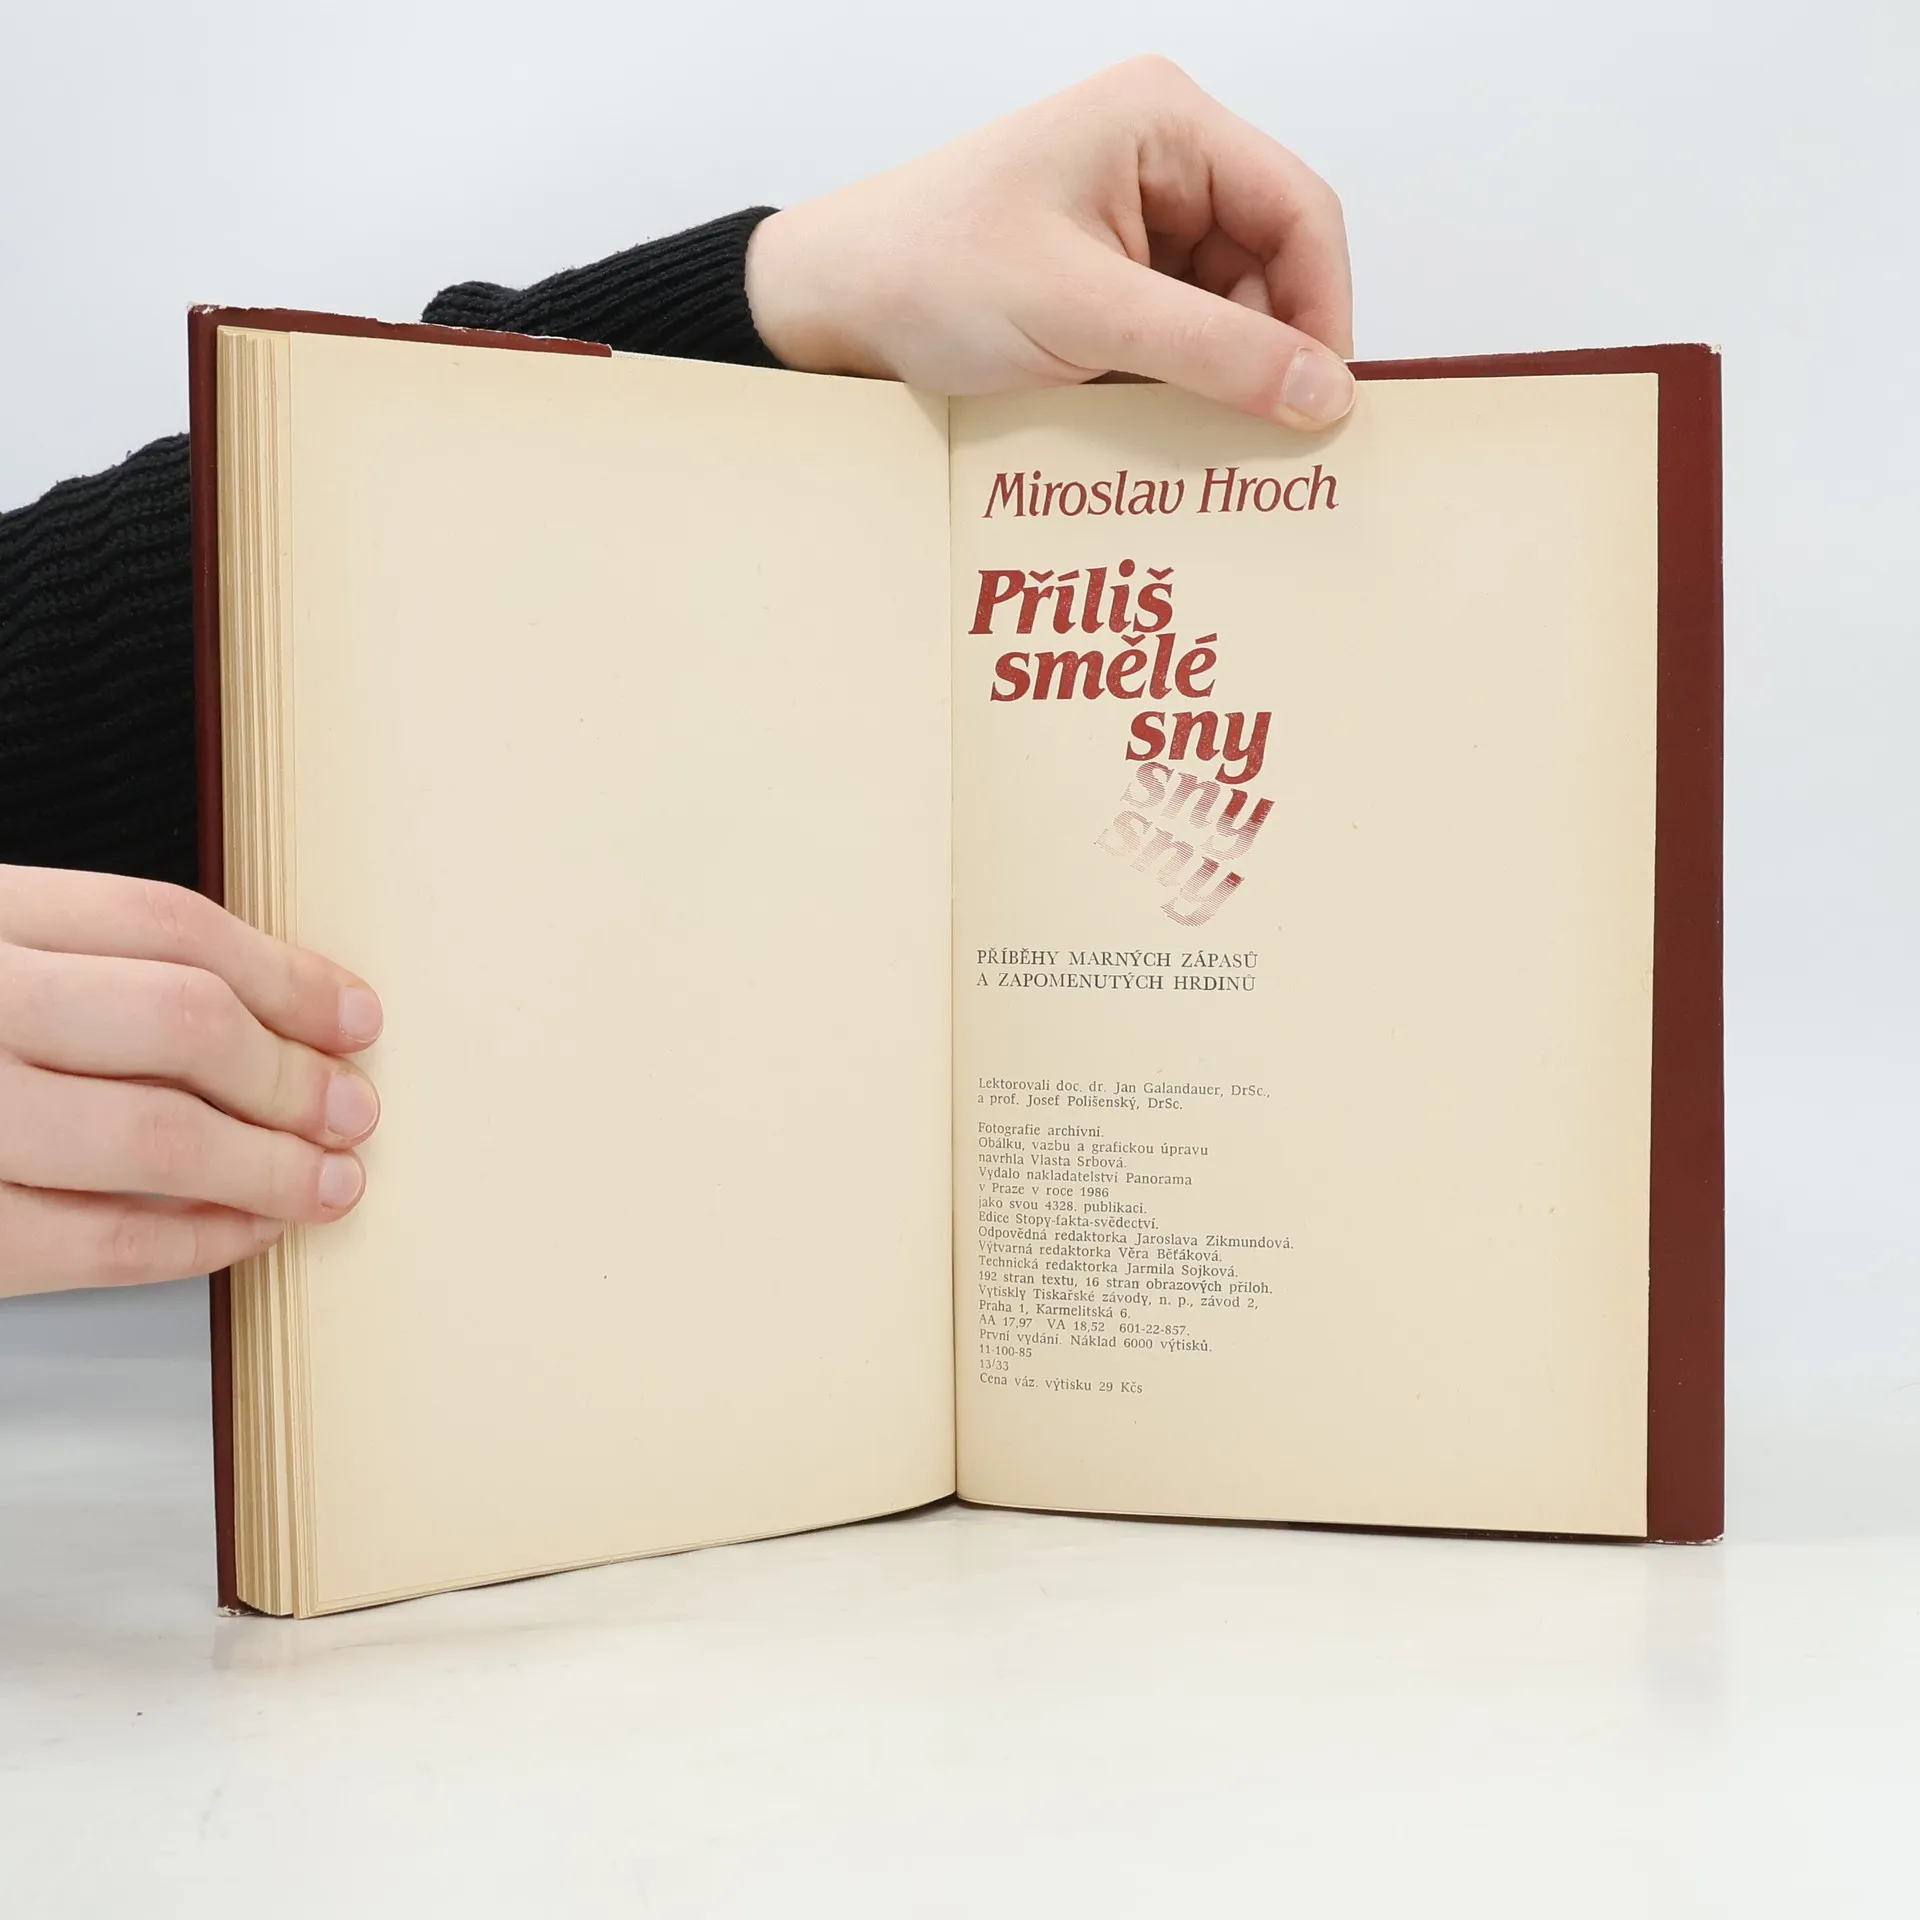 Miroslav Hroch
Příliš
smělé
sny
sny
sny
PŘÍBĚHY MARNÝCH ZÁPASŮ
A ZAPOMENUTÝCH HRDINŮ
Lektorovali doc. dr. Jan Galandauer, DrSc.,
a prof. Josef Polišenský, DrSc.
Fotografie archívní.
Obálku, vazbu a grafickou úpravu
navrhla Vlasta Srbová.
Vydalo nakladatelství Panorama
v Praze v roce 1986
jako svou 4328. publikaci.
Edice Stopy-fakta-svědectví.
Odpovědná redaktorka Jaroslava Zikmundová.
Výtvarná redaktorka Věra Běťáková.
Technická redaktorka Jarmila Sojková.
192 stran textu, 16 stran obrazových příloh.
Vytiskly Tiskařské závody, n. p., závod 2,
Praha 1, Karmelitská 6.
AA 17,97 VA 18,52 601-22-857.
První vydání. Náklad 6000 výtisků.
11-100-85
13/33
Cena váz. výtisku 29 Kčs